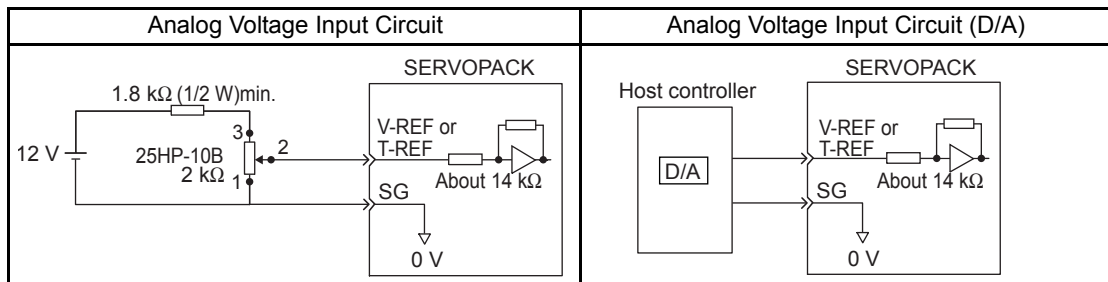 Analog Voltage Input Circuit
SERVOPACK
1.8 kΩ (1/2 W)min.
3
12 V
25HP-10B
2 kΩ
2
1
V-REF or
T-REF
About 14 kΩ
SG
0 V
Analog Voltage Input Circuit (D/A)
SERVOPACK
Host controller
D/A
V-REF or
T-REF
About 14 kΩ
SG
0 V